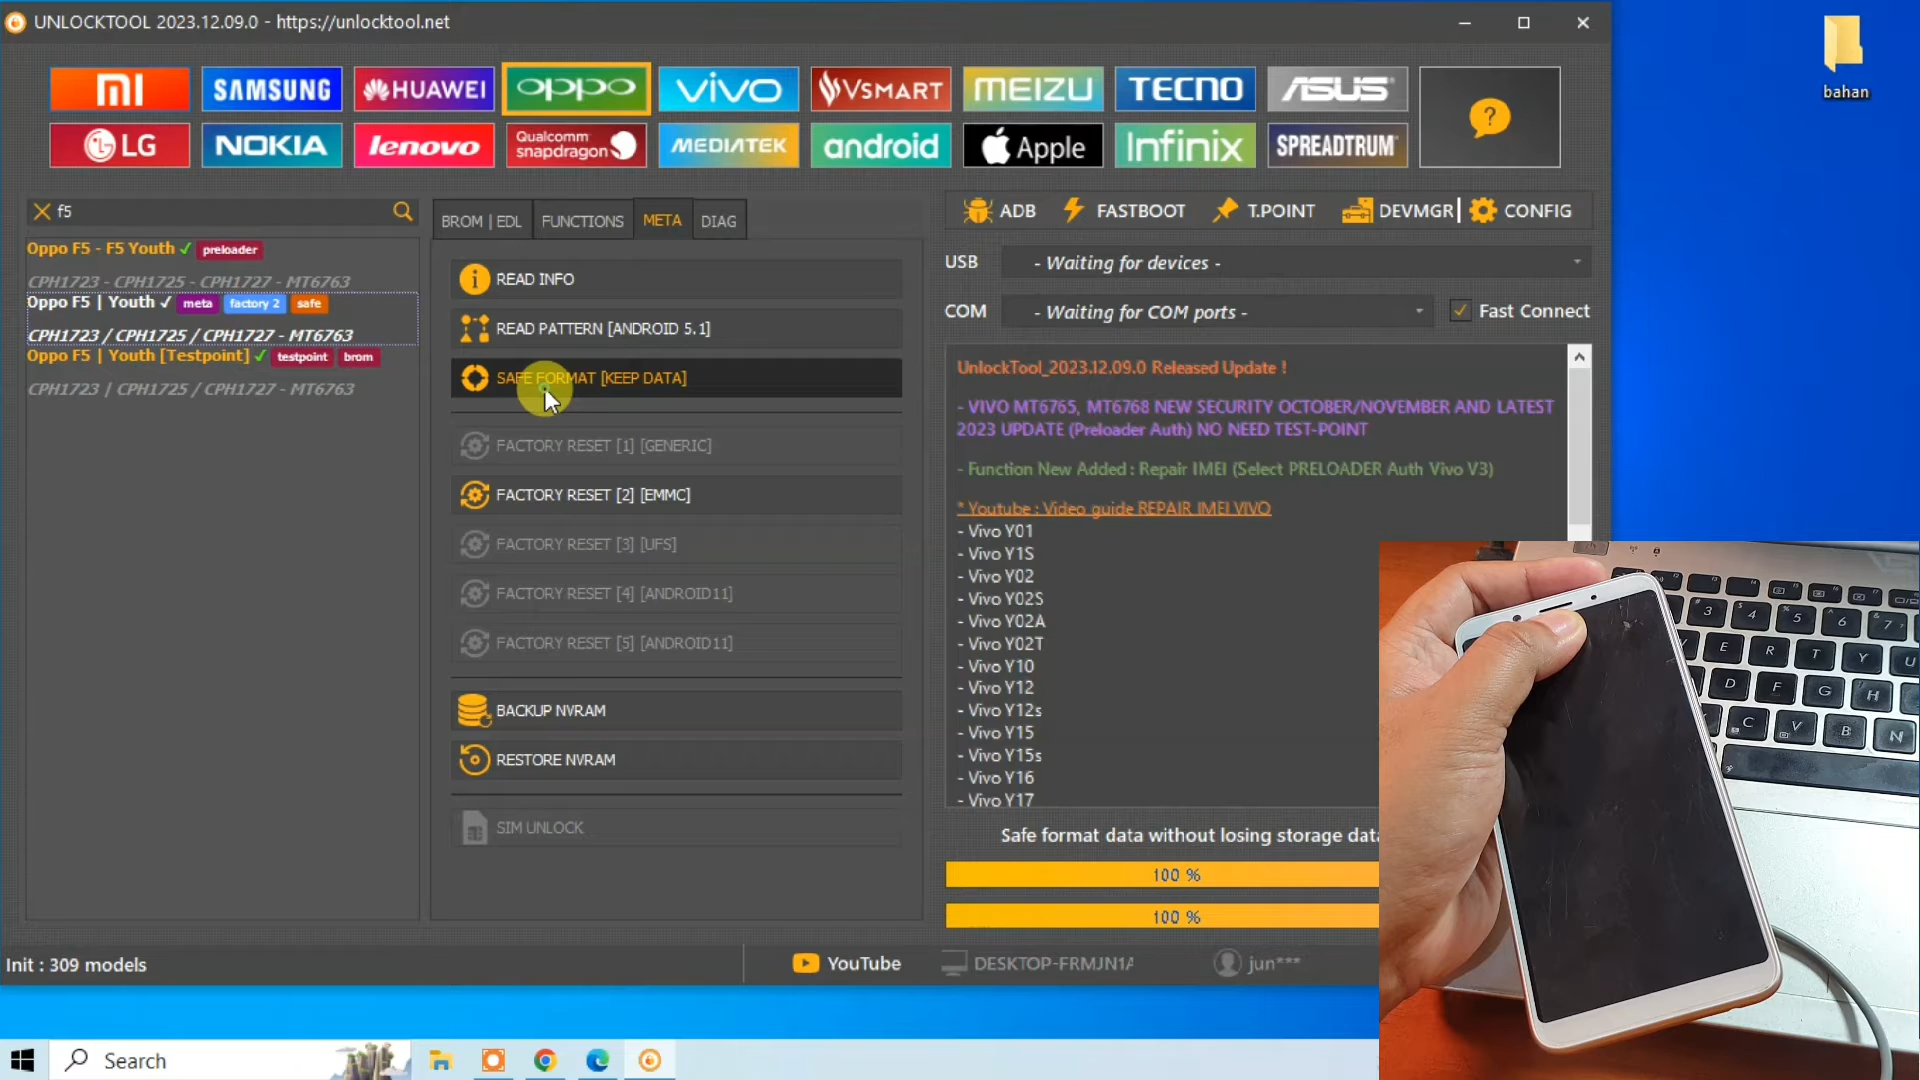 UNLOCKTOOL 2023.12.09.0 - https://unlocktool.net
mi SAMSUNG HUAWEI oppo vivo VSMART MEIZU TECNO ASUS ?
LG NOKIA lenovo Qualcomm snapdragon MEDIATEK android Apple Infinix SPREADTRUM
f5
Oppo F5 - F5 Youth ✓ preloader
CPH1723 - CPH1725 - CPH1727 - MT6763
Oppo F5 | Youth ✓ meta factory 2 safe
CPH1723 / CPH1725 / CPH1727 - MT6763
Oppo F5 | Youth [Testpoint] ✓ testpoint brom
CPH1723 | CPH1725 / CPH1727 - MT6763
BROM | EDL FUNCTIONS META DIAG
READ INFO
READ PATTERN [ANDROID 5.1]
SAFE FORMAT [KEEP DATA]
FACTORY RESET [1] [GENERIC]
FACTORY RESET [2] [EMMC]
FACTORY RESET [3] [UFS]
FACTORY RESET [4] [ANDROID11]
FACTORY RESET [5] [ANDROID11]
BACKUP NVRAM
RESTORE NVRAM
SIM UNLOCK
ADB FASTBOOT T.POINT DEVMGR CONFIG
USB - Waiting for devices -
COM - Waiting for COM ports - Fast Connect
UnlockTool_2023.12.09.0 Released Update !
- VIVO MT6765, MT6768 NEW SECURITY OCTOBER/NOVEMBER AND LATEST
2023 UPDATE (Preloader Auth) NO NEED TEST-POINT
- Function New Added : Repair IMEI (Select PRELOADER Auth Vivo V3)
* Youtube : Video guide REPAIR IMEI VIVO
- Vivo Y01
- Vivo Y1S
- Vivo Y02
- Vivo Y02S
- Vivo Y02A
- Vivo Y02T
- Vivo Y10
- Vivo Y12
- Vivo Y12s
- Vivo Y15
- Vivo Y15s
- Vivo Y16
- Vivo Y17
Safe format data without losing storage data
100 %
100 %
Init : 309 models
YouTube DESKTOP-FRMJN1A jun***
Search
bahan
3 4 5 6 7
E R T Y U
D F G H
C V B N